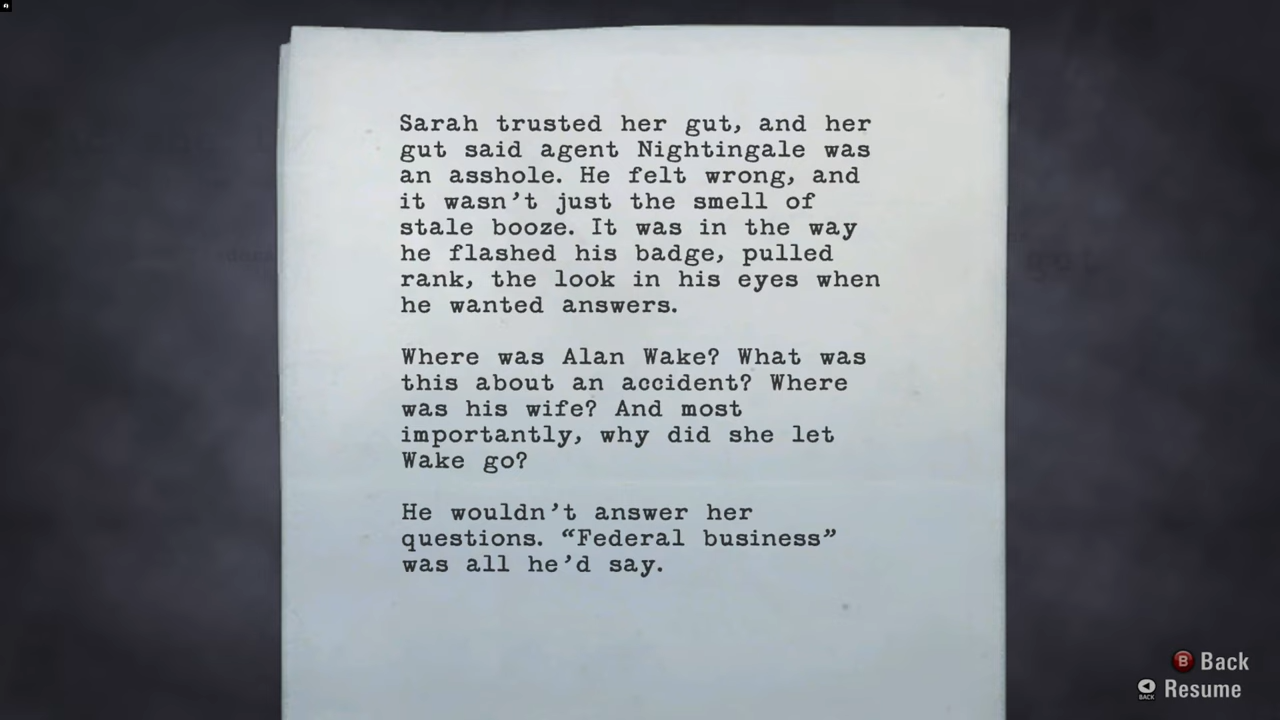 Sarah trusted her gut, and her
gut said agent Nightingale was
an asshole. He felt wrong, and
it wasn’t just the smell of
stale booze. It was in the way
he flashed his badge, pulled
rank, the look in his eyes when
he wanted answers.
Where was Alan Wake? What was
this about an accident? Where
was his wife? And most
importantly, why did she let
Wake go?
He wouldn’t answer her
questions. “Federal business”
was all he’d say.
B Back
BACK Resume